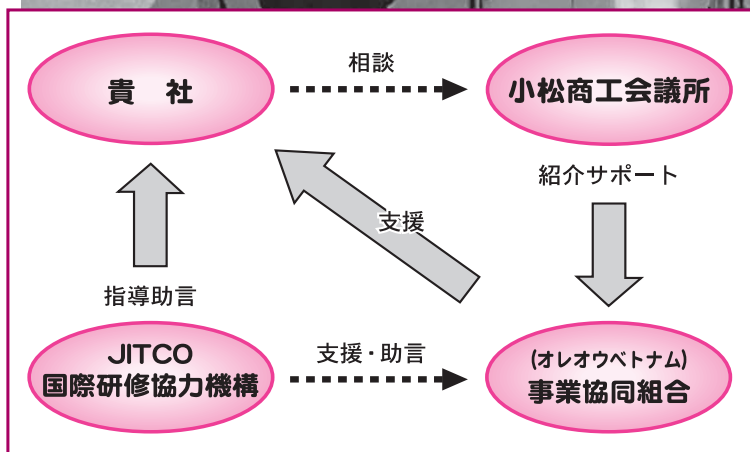 貴　社
相談
小松商工会議所
紹介サポート
支援
指導助言
JITCO
国際研修協力機構
支援・助言
(オレオウベトナム)
事業協同組合